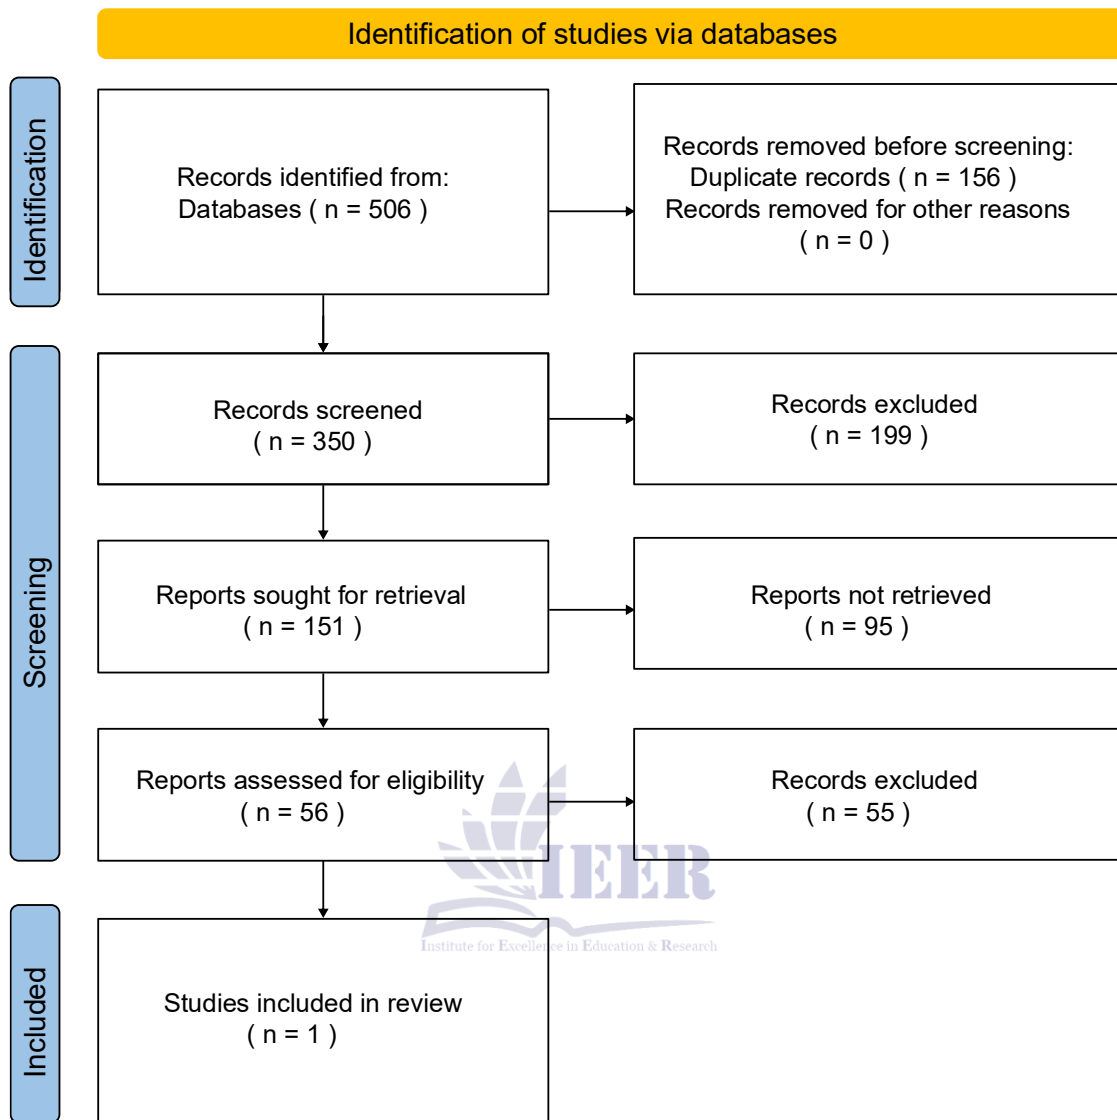 Identification of studies via databases
Identification
Records identified from:
Databases ( n = 506 )
Records removed before screening:
Duplicate records ( n = 156 )
Records removed for other reasons
( n = 0 )
Screening
Records screened
( n = 350 )
Records excluded
( n = 199 )
Reports sought for retrieval
( n = 151 )
Reports not retrieved
( n = 95 )
Reports assessed for eligibility
( n = 56 )
Records excluded
( n = 55 )
IEER
Institute for Excellence in Education & Research
Included
Studies included in review
( n = 1 )